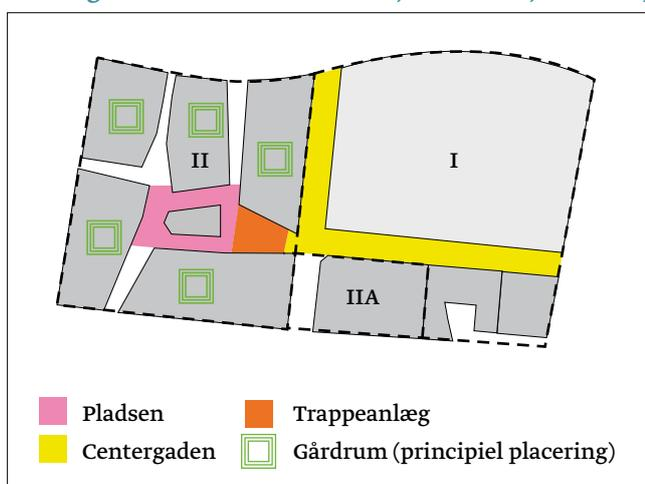 II
I
IIA
Pladsen
Trappeanlæg
Centergaden
Gårdrum (principiel placering)